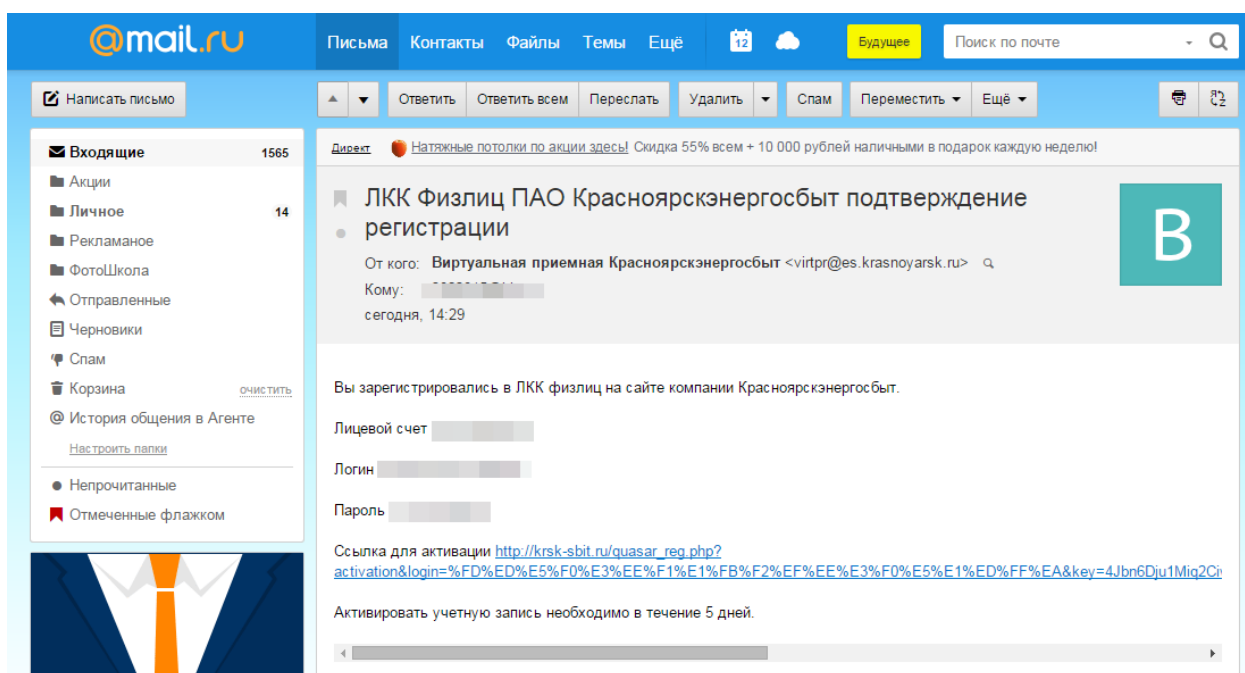 @mail.ru
Письма Контакты Файлы Темы Ещё 12 Будущее Поиск по почте
Написать письмо
Ответить Ответить всем Переслать Удалить Спам Переместить Ещё
Входящие 1565
Акции
Личное 14
Рекламаное
ФотоШкола
Отправленные
Черновики
Спам
Корзина очистить
История общения в Агенте
Настроить папки
Непрочитанные
Отмеченные флажком
Директ Натяжные потолки по акции здесь! Скидка 55% всем + 10 000 рублей наличными в подарок каждую неделю!
ЛКК Физлиц ПАО Красноярскэнергосбыт подтверждение
регистрации
В
От кого: Виртуальная приемная Красноярскэнергосбыт <virtpr@es.krasnoyarsk.ru>
Кому:
сегодня, 14:29
Вы зарегистрировались в ЛКК физлиц на сайте компании Красноярскэнергосбыт.
Лицевой счет
Логин
Пароль
Ссылка для активации http://krsk-sbit.ru/quasar_reg.php?
activation&login=%FD%ED%E5%F0%E3%EE%F1%E1%FB%F2%EF%EE%E3%F0%E5%E1%ED%FF%EA&key=4Jbn6Dju1Miq2Civ
Активировать учетную запись необходимо в течение 5 дней.